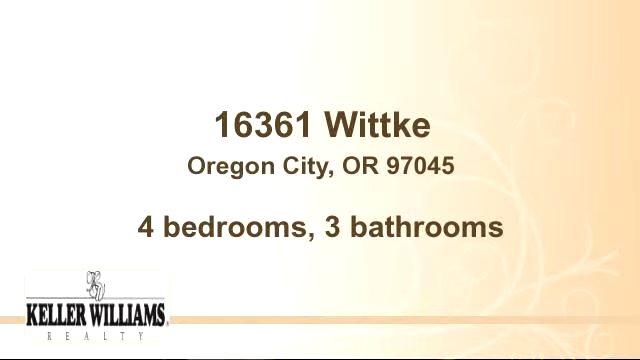 16361 Wittke
Oregon City, OR 97045
4 bedrooms, 3 bathrooms
KELLER WILLIAMS
REALTY